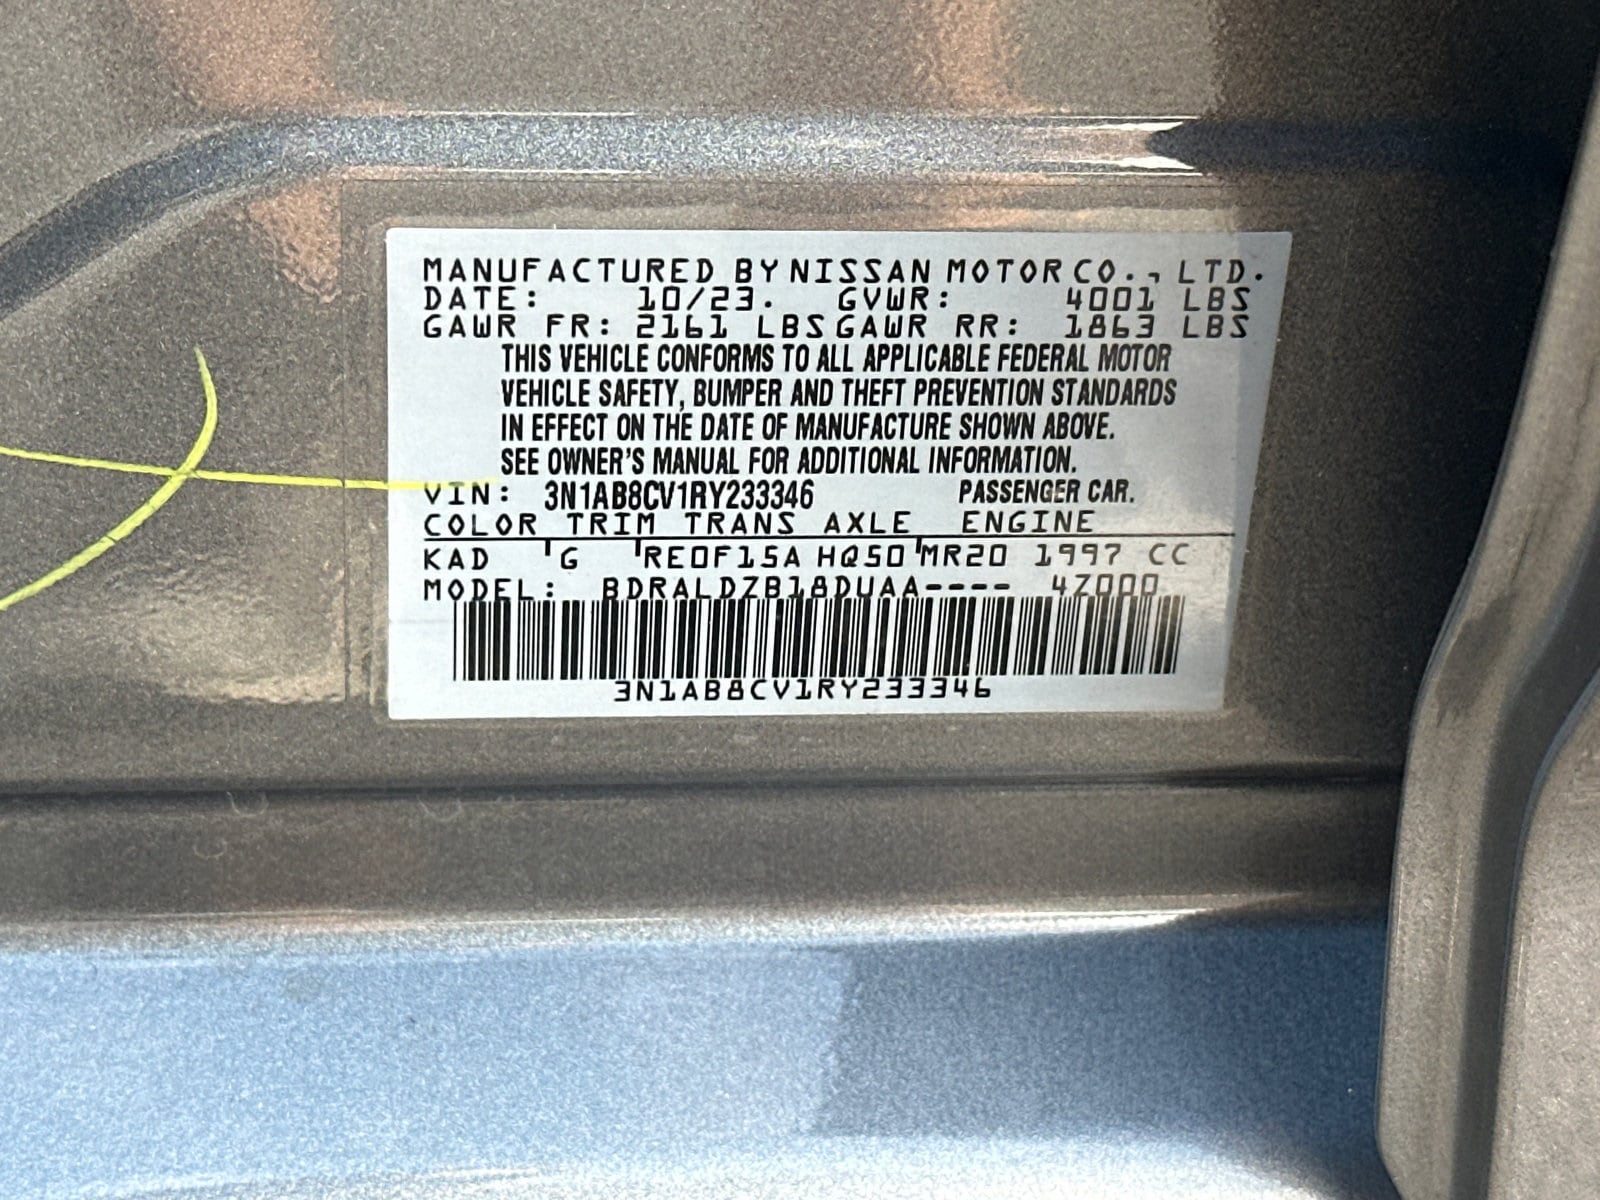 MANUFACTURED BY NISSAN MOTOR CO., LTD.
DATE: 10/23. GVWR: 4001 LBS
GAWR FR: 2161 LBS GAWR RR: 1863 LBS
THIS VEHICLE CONFORMS TO ALL APPLICABLE FEDERAL MOTOR
VEHICLE SAFETY, BUMPER AND THEFT PREVENTION STANDARDS
IN EFFECT ON THE DATE OF MANUFACTURE SHOWN ABOVE.
SEE OWNER'S MANUAL FOR ADDITIONAL INFORMATION.
VIN: 3N1AB8CV1RY233346 PASSENGER CAR.
COLOR TRIM TRANS AXLE ENGINE
KAD 'G 'RE0F15A HQ50'MR20 1997 CC
MODEL: BDRALDZB18DUAA---- 4Z000
3N1AB8CV1RY233346